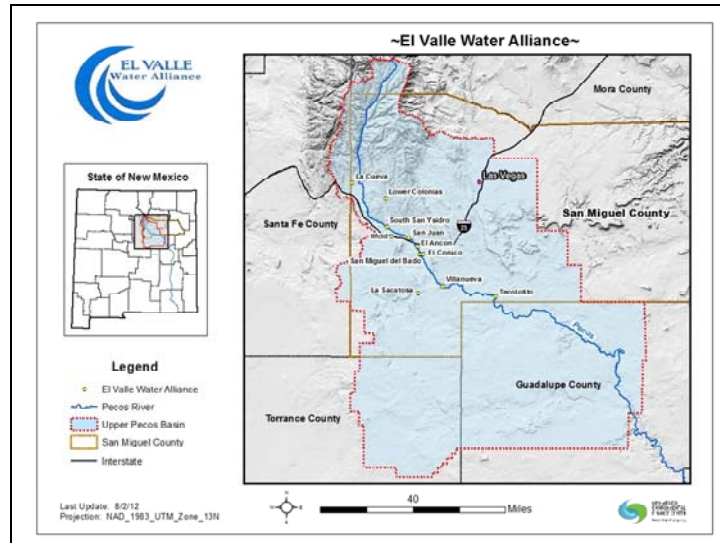 ~El Valle Water Alliance~
EL VALLE
Water Alliance
State of New Mexico
Mora County
Las Vegas
La Cueva
Lower Colonias
Santa Fe County
South San Ysidro
San Juan
San Miguel County
25
El Ancon
San Miguel del Bado
Villanueva
La Sacatosa
Tecolotito
Pecos
Guadalupe County
Torrance County
Legend
El Valle Water Alliance
Pecos River
Upper Pecos Basin
San Miguel County
Interstate
Last Update: 8/2/12
Projection: NAD_1983_UTM_Zone_13N
40
Miles